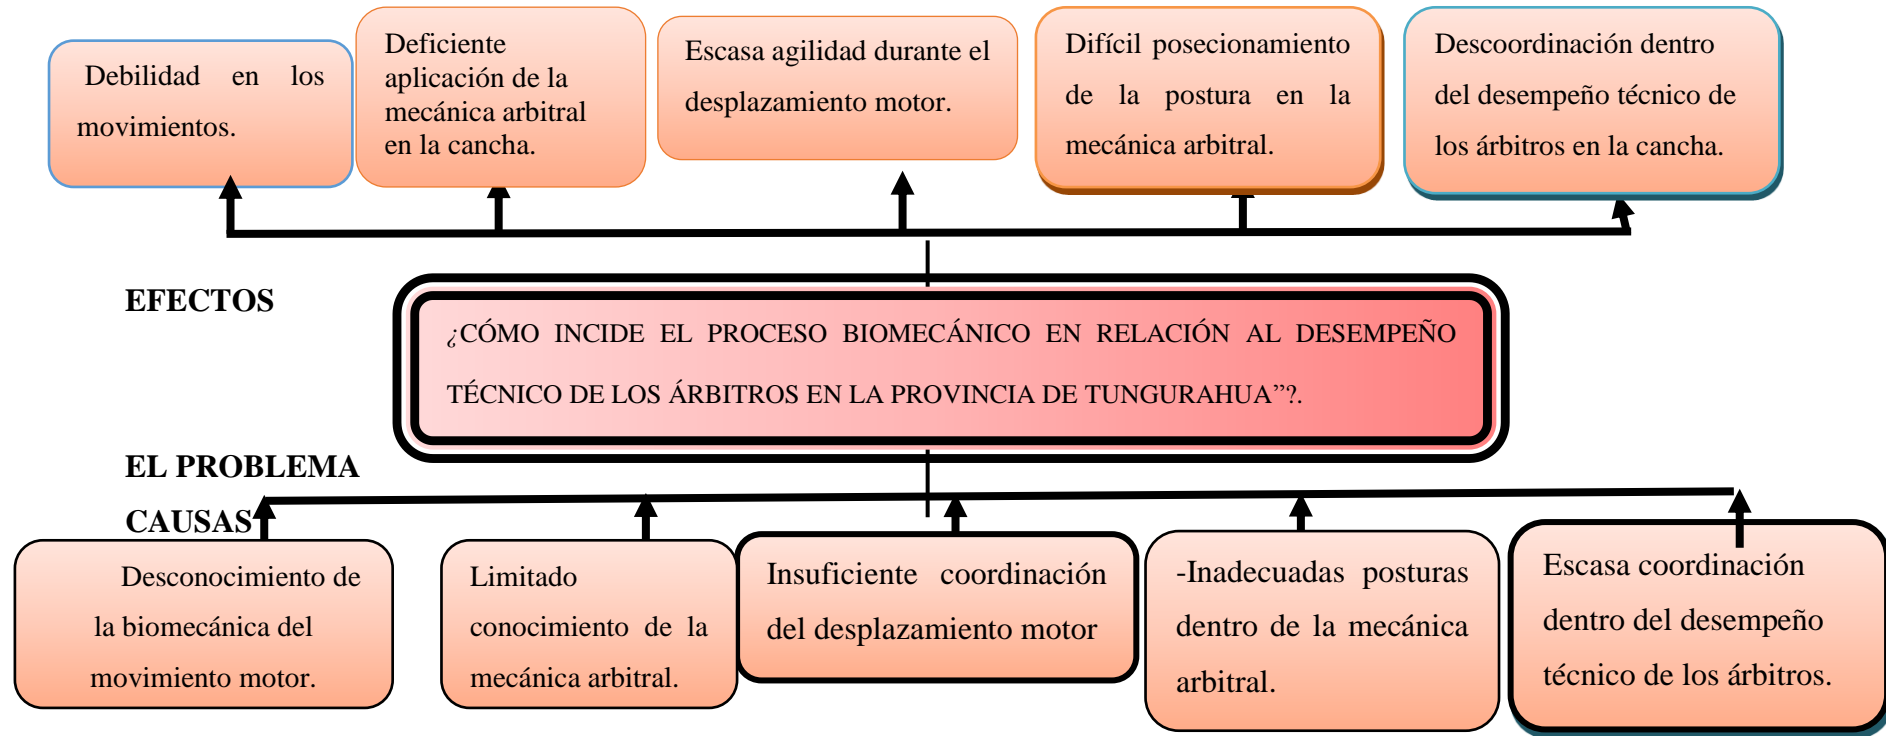 Debilidad en los
movimientos.
Deficiente
aplicación de la
mecánica arbitral
en la cancha.
Escasa agilidad durante el
desplazamiento motor.
Difícil posecionamiento
de la postura en la
mecánica arbitral.
Descoordinación dentro
del desempeño técnico de
los árbitros en la cancha.
EFECTOS
¿CÓMO INCIDE EL PROCESO BIOMECÁNICO EN RELACIÓN AL DESEMPEÑO
TÉCNICO DE LOS ÁRBITROS EN LA PROVINCIA DE TUNGURAHUA”?.
EL PROBLEMA
CAUSAS
Desconocimiento de
la biomecánica del
movimiento motor.
Limitado
conocimiento de la
mecánica arbitral.
Insuficiente coordinación
del desplazamiento motor
-Inadecuadas posturas
dentro de la mecánica
arbitral.
Escasa coordinación
dentro del desempeño
técnico de los árbitros.